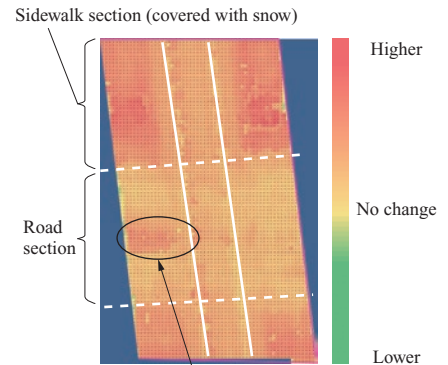 Sidewalk section (covered with snow)
Higher
No change
Road
section
Lower